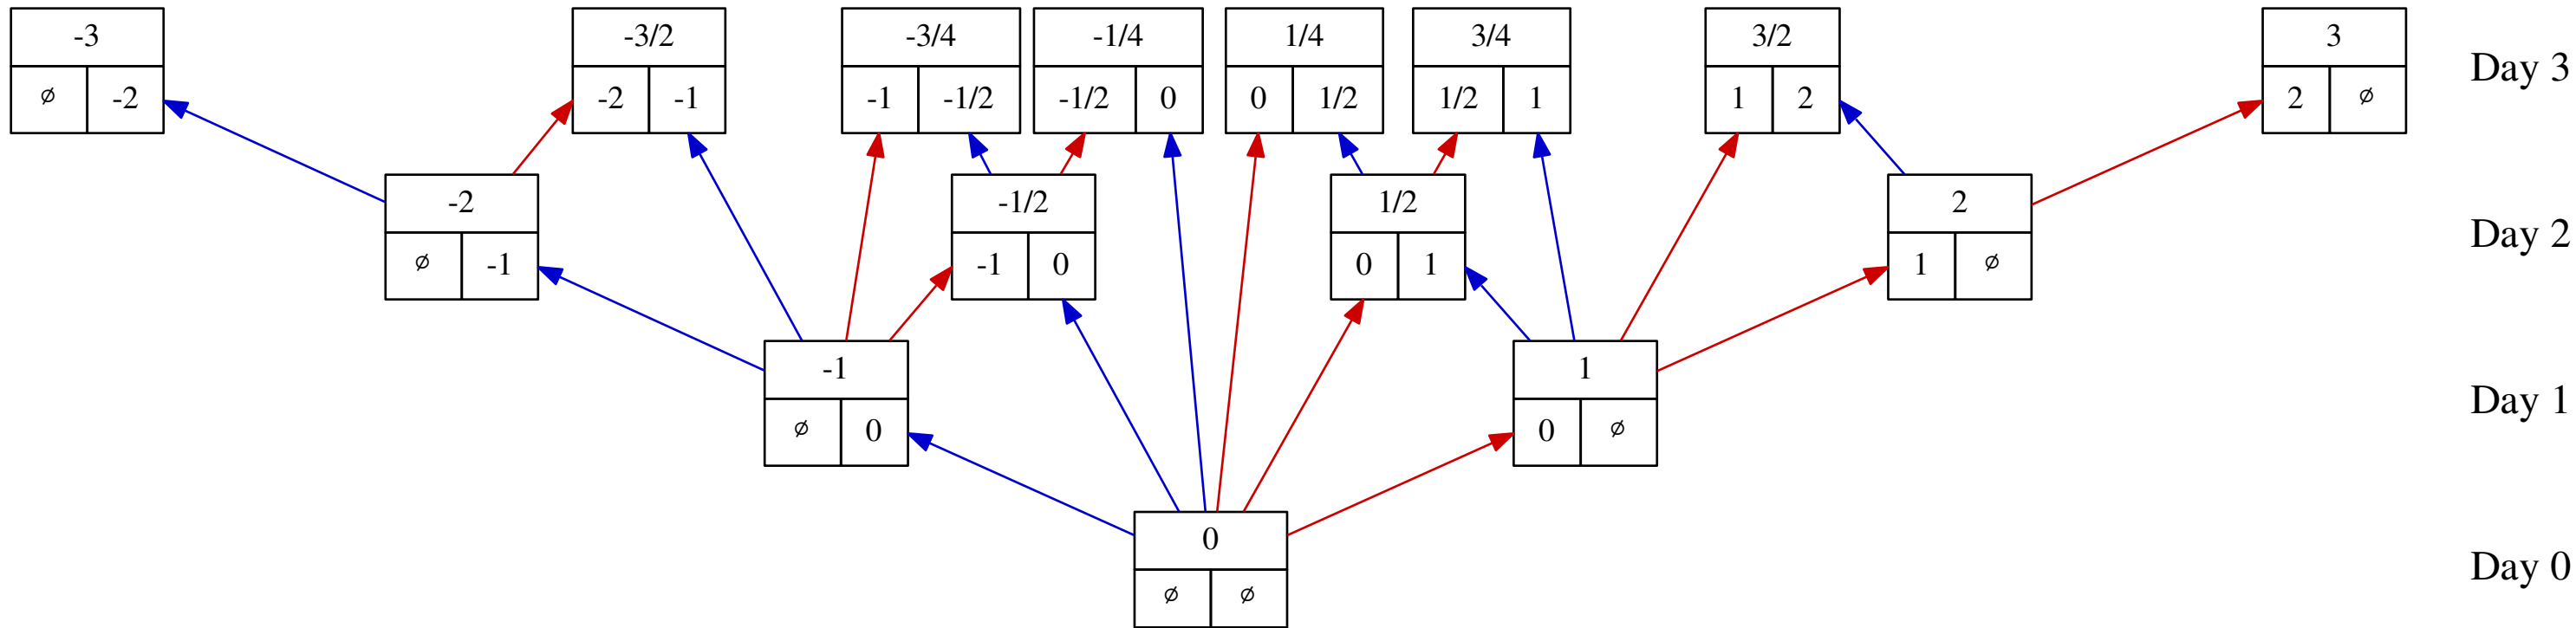 -3 -3/2 -3/4 -1/4 1/4 3/4 3/2 3
∅ -2 -2 -1 -1 -1/2 -1/2 0 0 1/2 1/2 1 1 2 2 ∅ Day 3
-2 -1/2 1/2 2
∅ -1 -1 0 0 1 1 ∅ Day 2
-1 1
∅ 0 0 ∅ Day 1
0
∅ ∅ Day 0